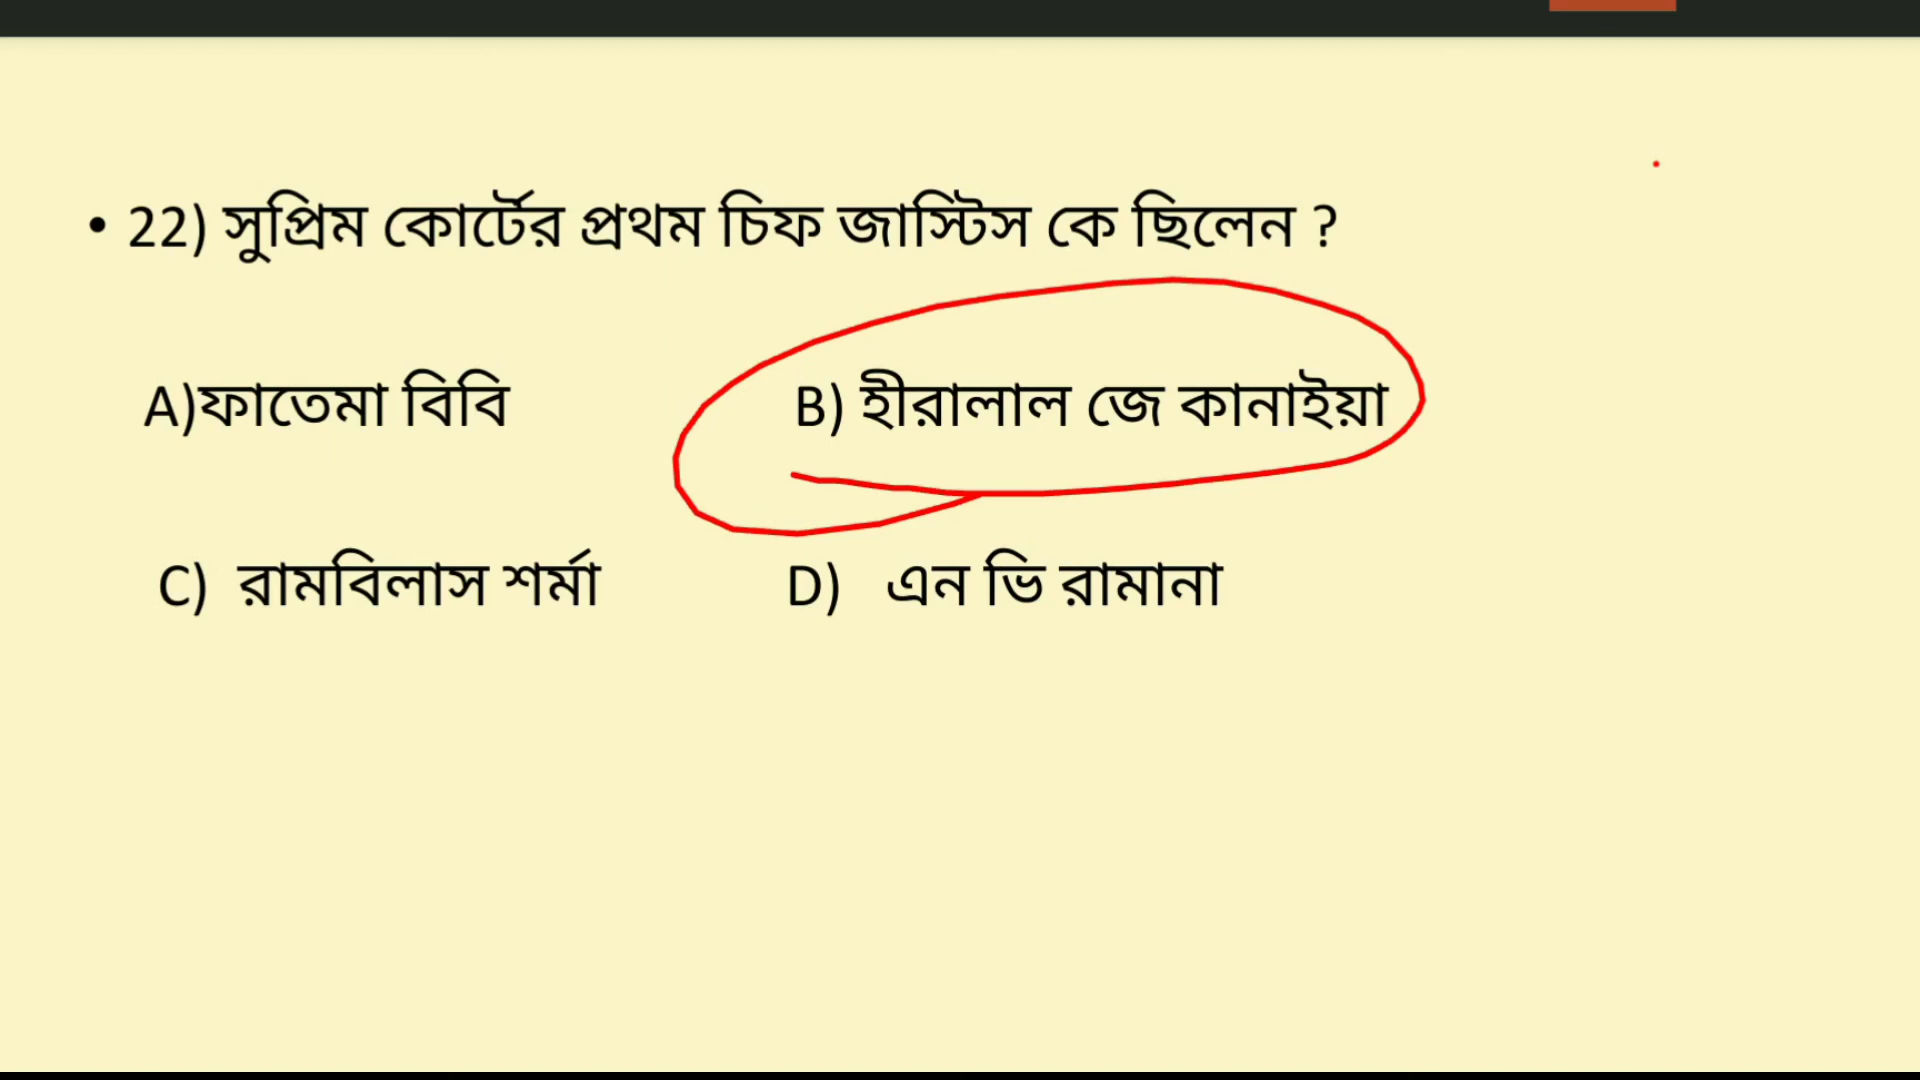 • 22) সুপ্রিম কোর্টের প্রথম চিফ জাস্টিস কে ছিলেন ?
A)ফাতেমা বিবি B) হীরালাল জে কানাইয়া
C) রামবিলাস শর্মা D) এন ভি রামানা